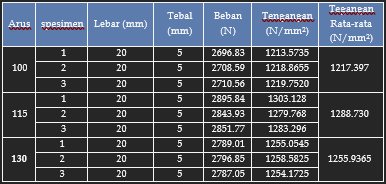 Arus spesimen Lebar (mm) Tebal (mm) Beban (N) Tengangan (N/mm²) Tegangan Rata-rata (N/mm²)
100 1 20 5 2696.83 1213.5735 1217.397
2 20 5 2708.59 1218.8655
3 20 5 2710.56 1219.7520
115 1 20 5 2895.84 1303.128 1288.730
2 20 5 2843.93 1279.768
3 20 5 2851.77 1283.296
130 1 20 5 2789.01 1255.0545 1255.9365
2 20 5 2796.85 1258.5825
3 20 5 2787.05 1254.1725